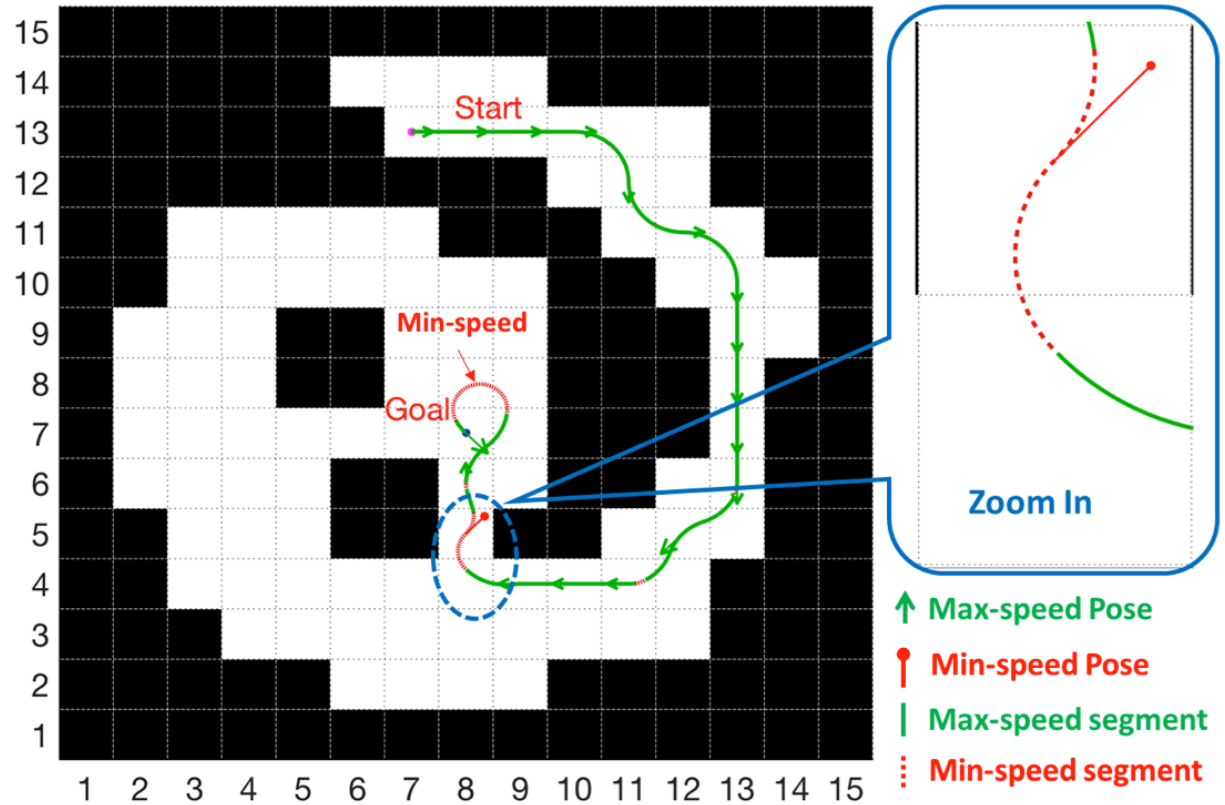 15
14
13
12
11
10
9
8
7
6
5
4
3
2
1
Start
Min-speed
Goal
1 2 3 4 5 6 7 8 9 10 11 12 13 14 15
Zoom In
Max-speed Pose
Min-speed Pose
Max-speed segment
Min-speed segment